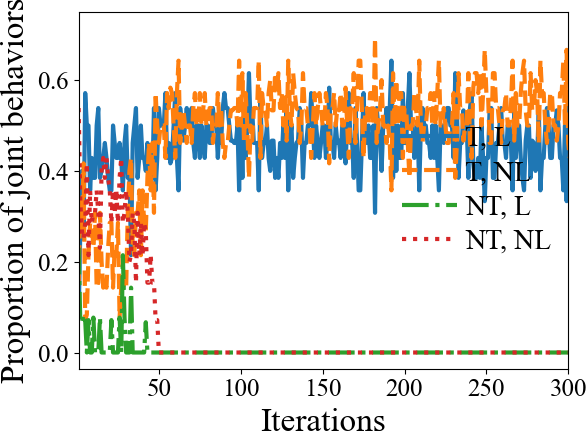 Proportion of joint behaviors
0.6
0.4
0.2
0.0
T, L
T, NL
NT, L
NT, NL
50
100
150
200
250
300
Iterations